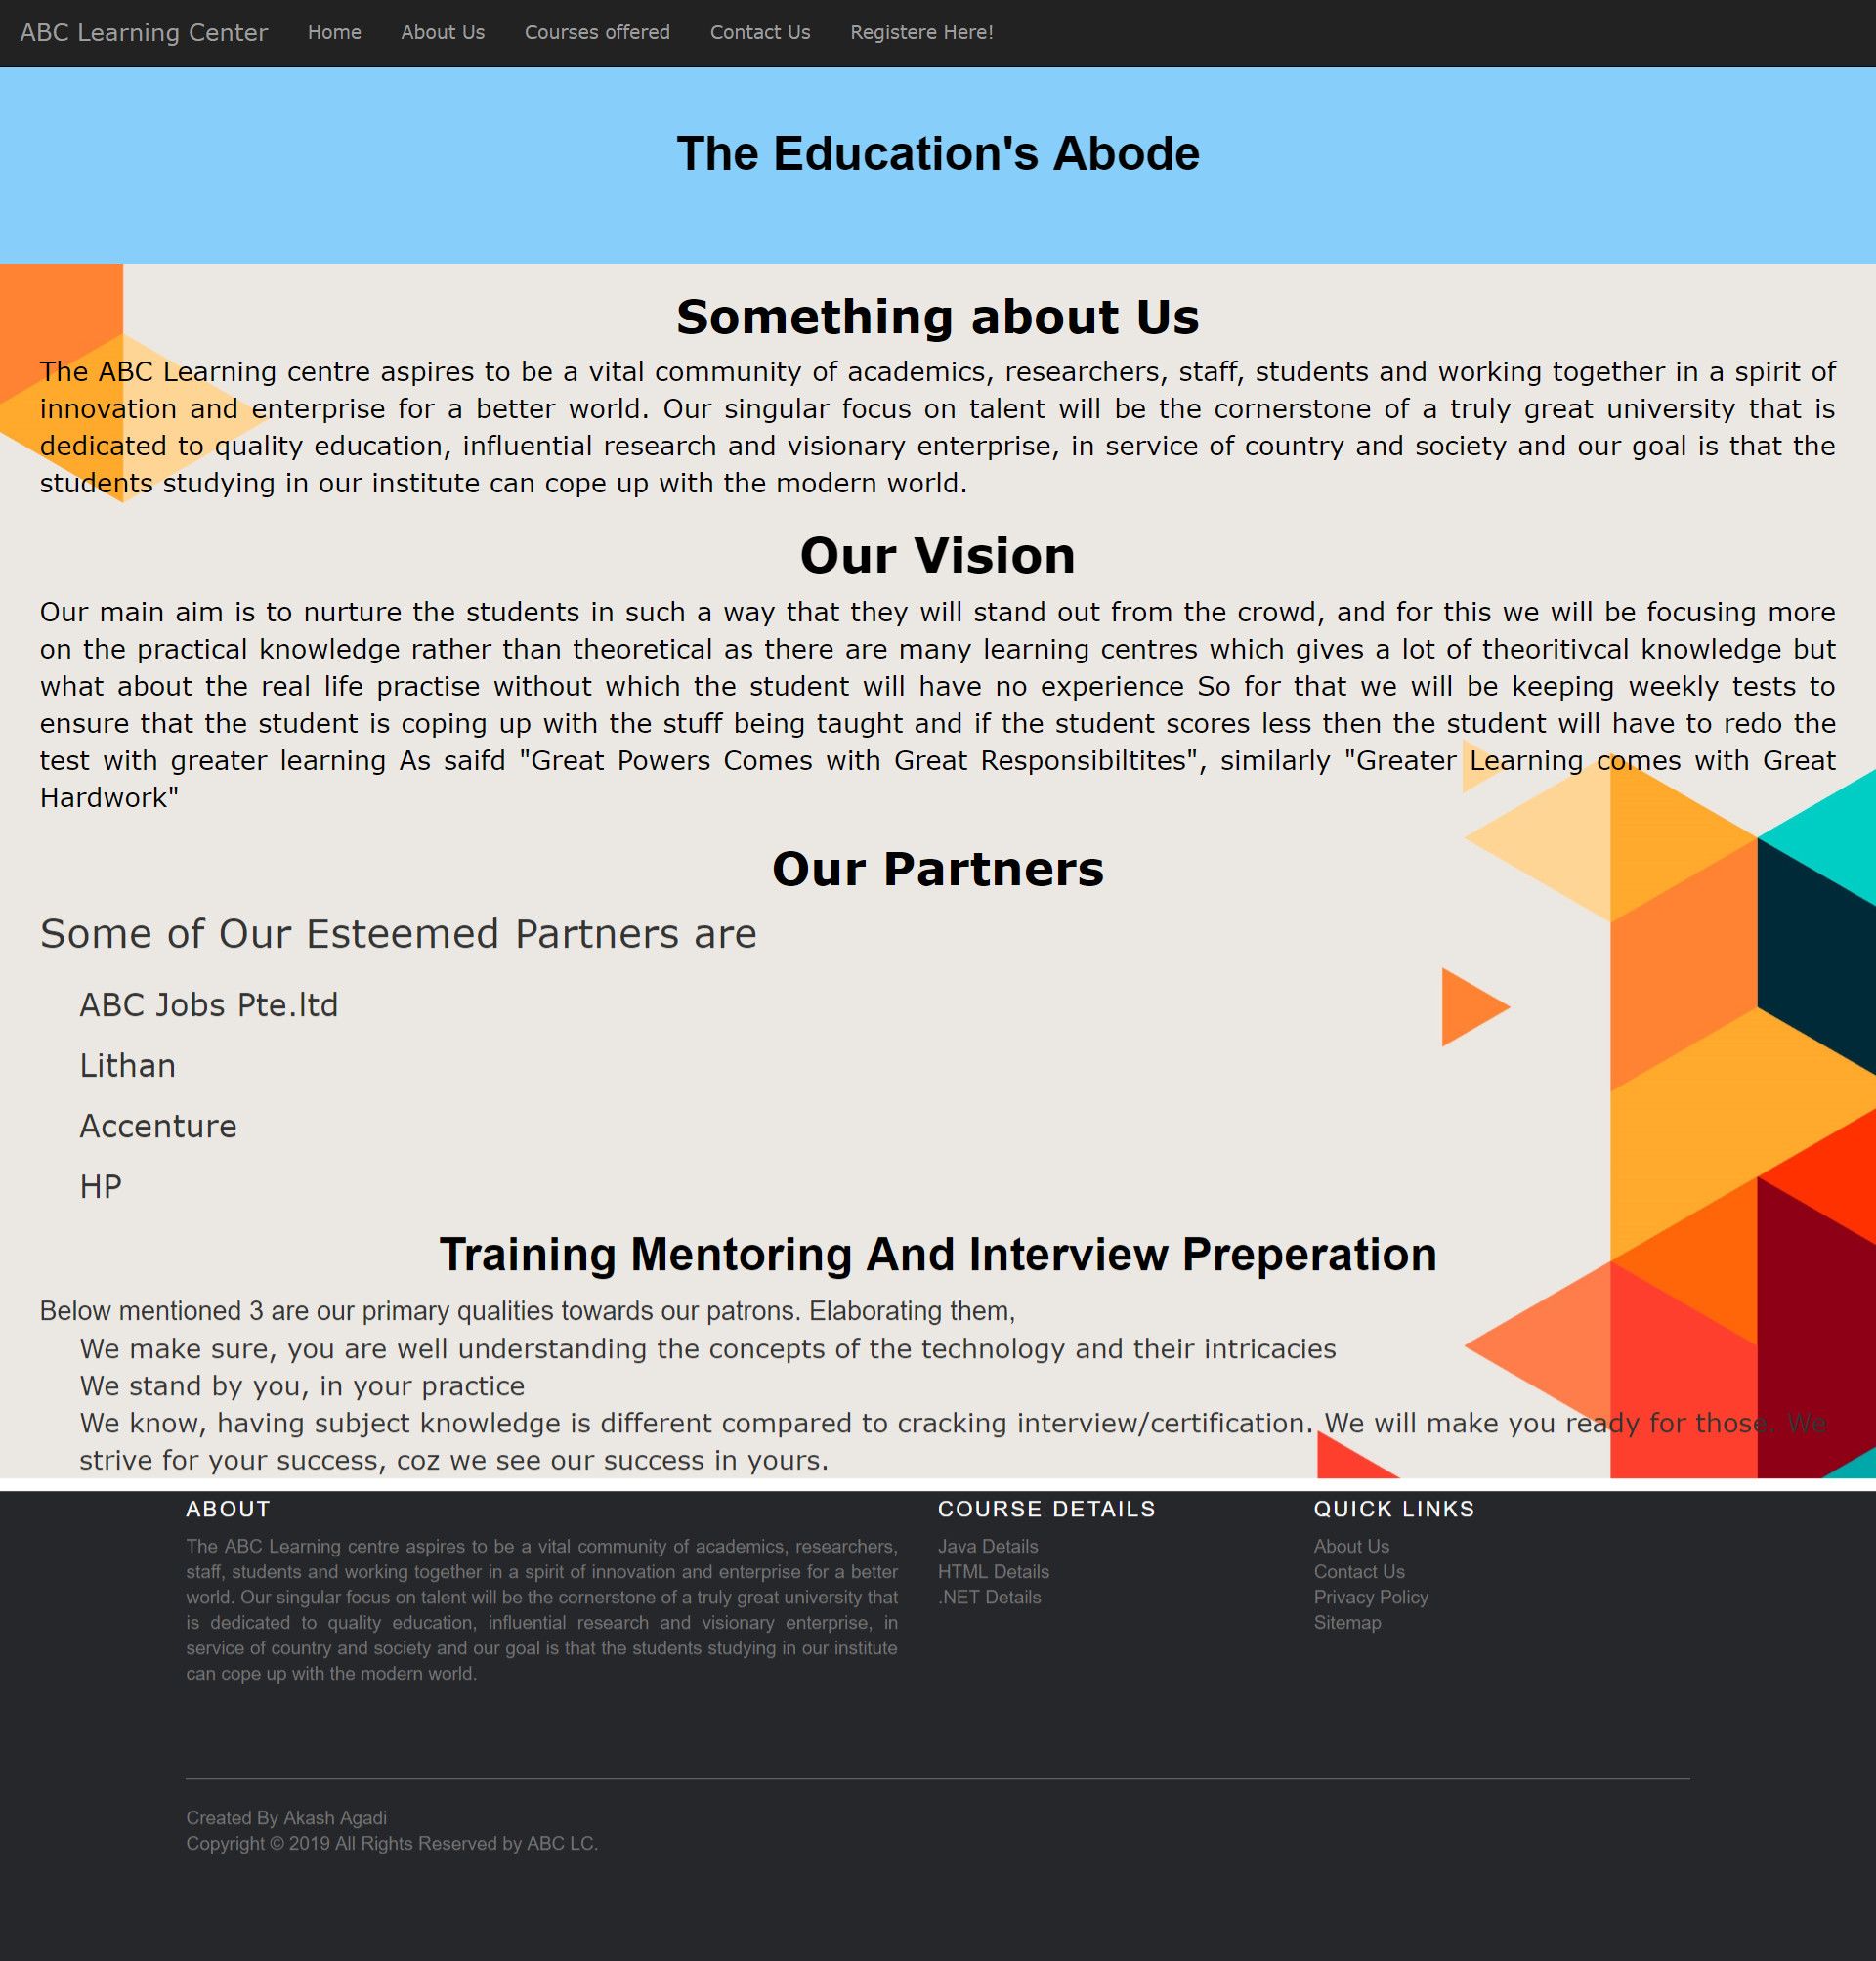 ABC Learning Center Home About Us Courses offered Contact Us Registere Here!
The Education's Abode
Something about Us
The ABC Learning centre aspires to be a vital community of academics, researchers, staff, students and working together in a spirit of
innovation and enterprise for a better world. Our singular focus on talent will be the cornerstone of a truly great university that is
dedicated to quality education, influential research and visionary enterprise, in service of country and society and our goal is that the
students studying in our institute can cope up with the modern world.
Our Vision
Our main aim is to nurture the students in such a way that they will stand out from the crowd, and for this we will be focusing more
on the practical knowledge rather than theoretical as there are many learning centres which gives a lot of theoritivcal knowledge but
what about the real life practise without which the student will have no experience So for that we will be keeping weekly tests to
ensure that the student is coping up with the stuff being taught and if the student scores less then the student will have to redo the
test with greater learning As saifd "Great Powers Comes with Great Responsibiltites", similarly "Greater Learning comes with Great
Hardwork"
Our Partners
Some of Our Esteemed Partners are
ABC Jobs Pte.ltd
Lithan
Accenture
HP
Training Mentoring And Interview Preperation
Below mentioned 3 are our primary qualities towards our patrons. Elaborating them,
We make sure, you are well understanding the concepts of the technology and their intricacies
We stand by you, in your practice
We know, having subject knowledge is different compared to cracking interview/certification. We will make you ready for those. We
strive for your success, coz we see our success in yours.
ABOUT
The ABC Learning centre aspires to be a vital community of academics, researchers,
staff, students and working together in a spirit of innovation and enterprise for a better
world. Our singular focus on talent will be the cornerstone of a truly great university that
is dedicated to quality education, influential research and visionary enterprise, in
service of country and society and our goal is that the students studying in our institute
can cope up with the modern world.
COURSE DETAILS
Java Details
HTML Details
.NET Details
QUICK LINKS
About Us
Contact Us
Privacy Policy
Sitemap
Created By Akash Agadi
Copyright © 2019 All Rights Reserved by ABC LC.